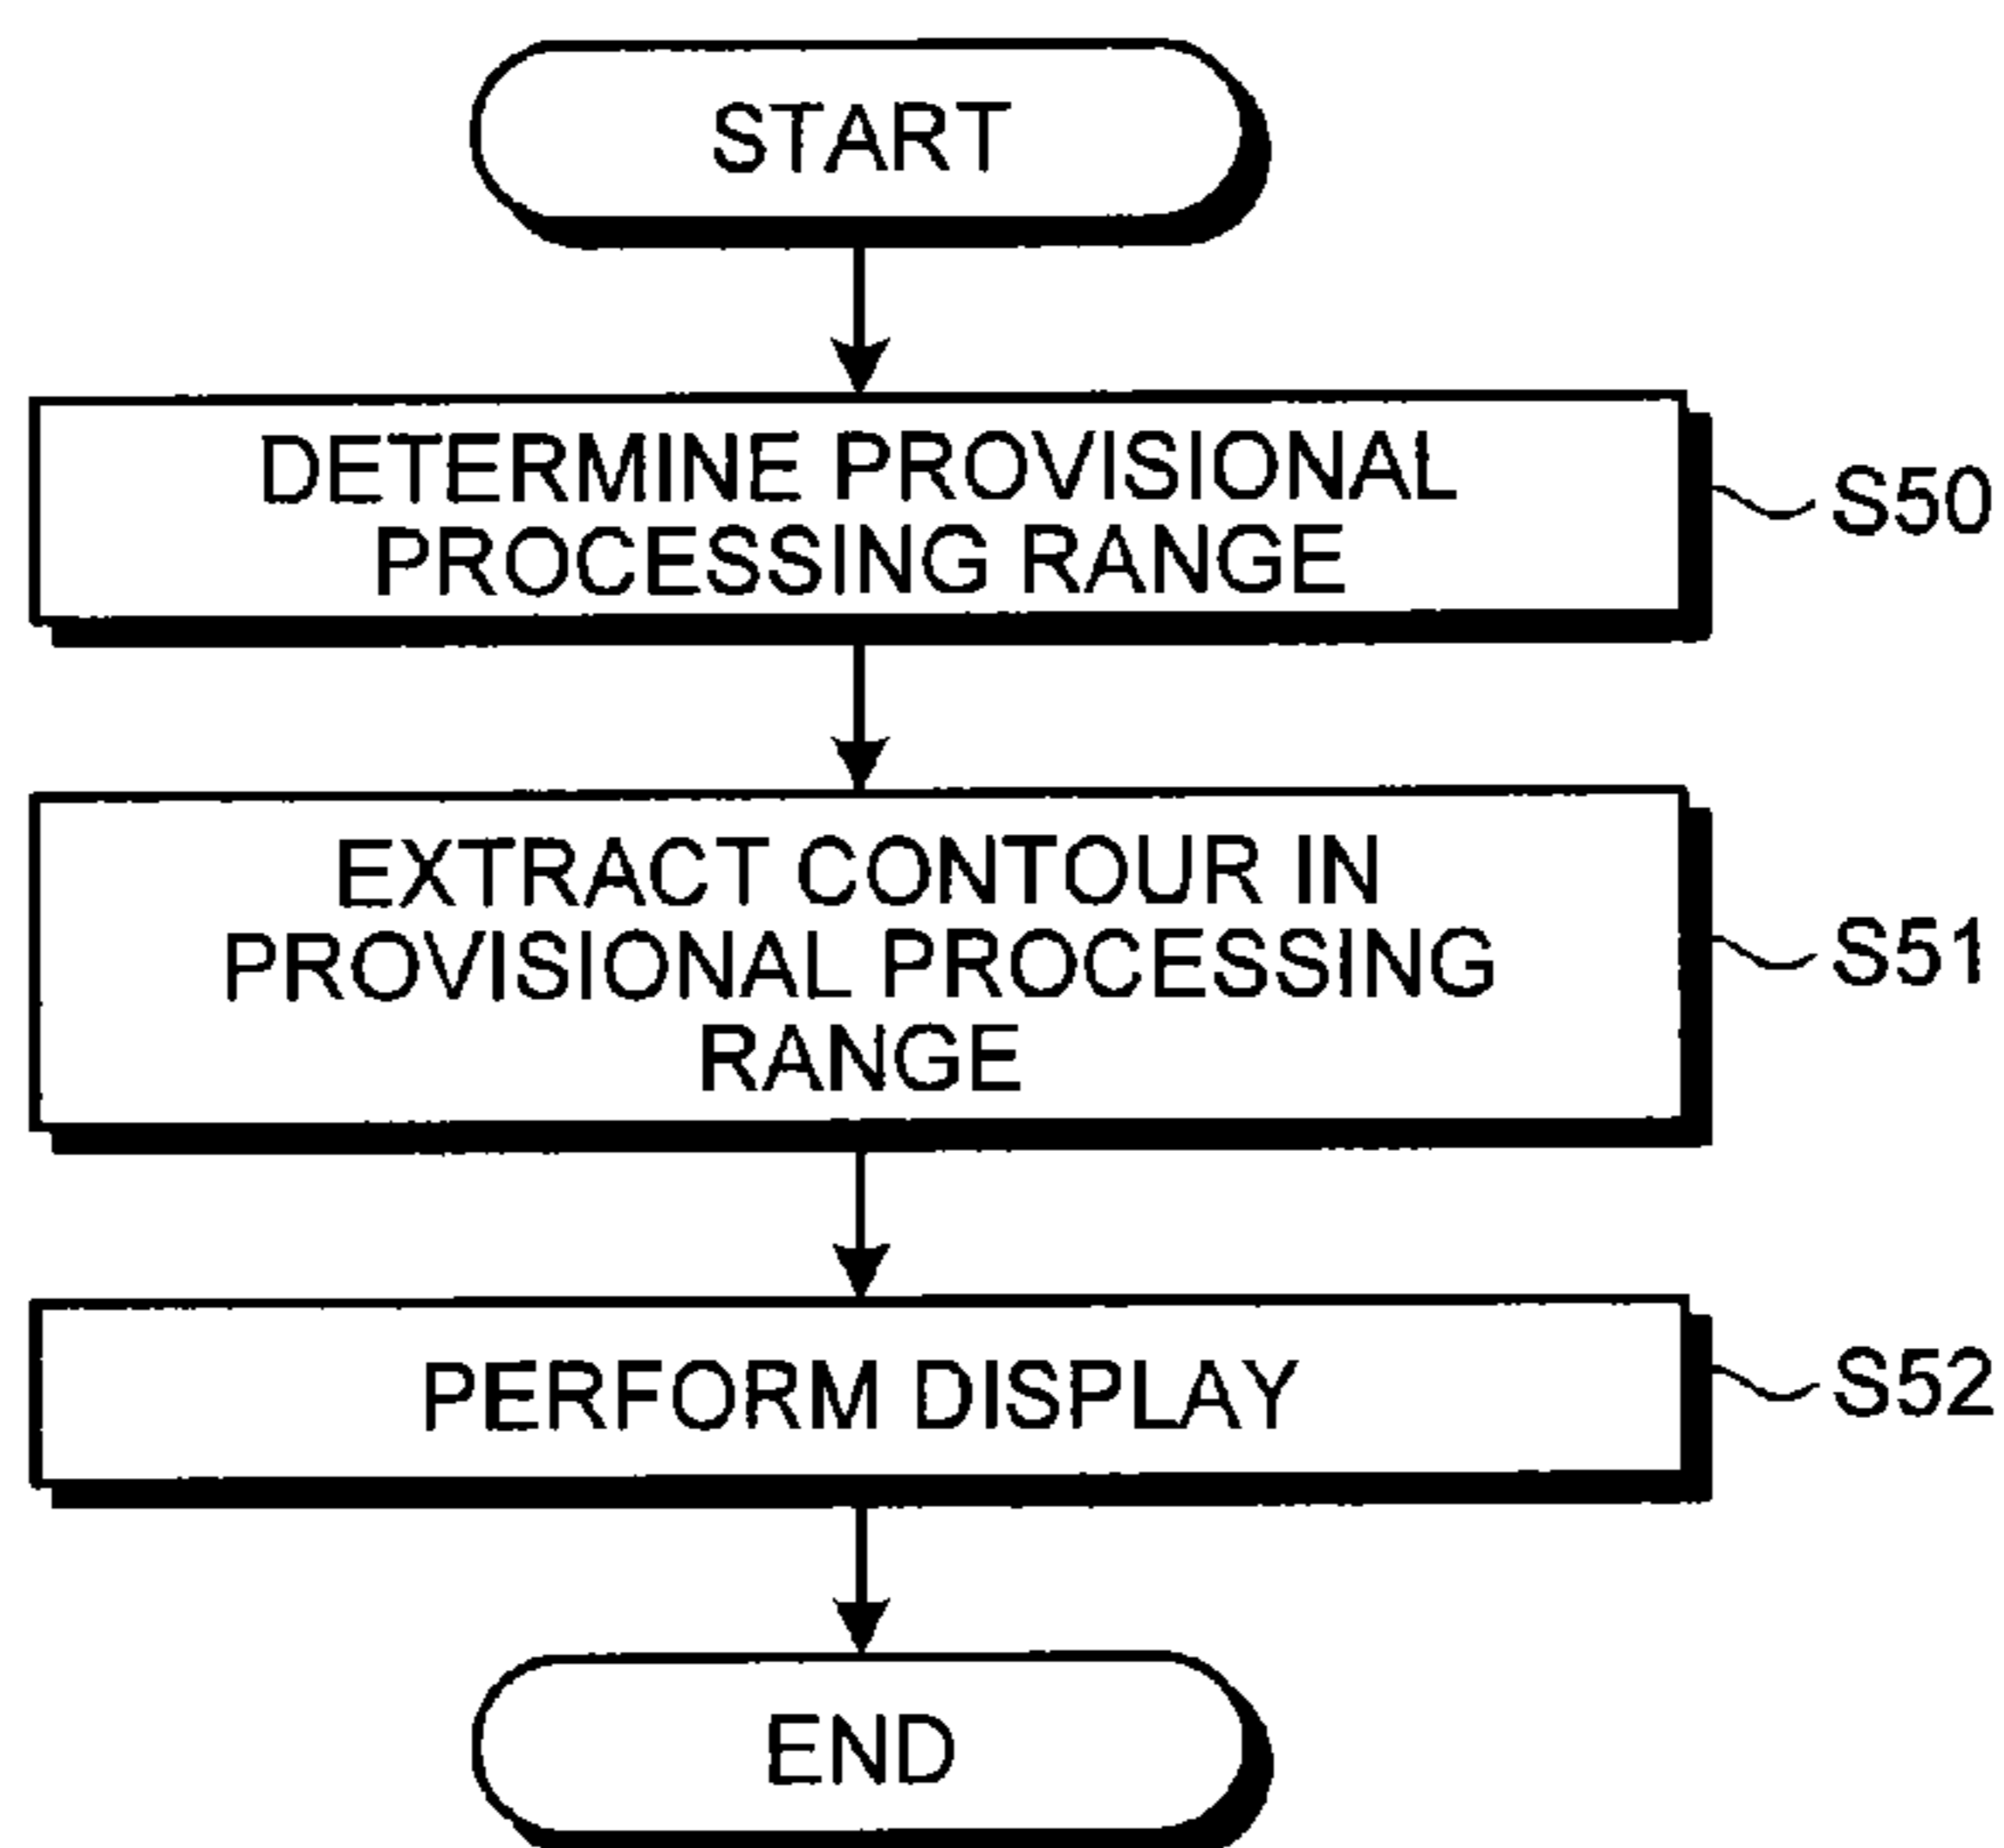 START
DETERMINE PROVISIONAL
PROCESSING RANGE
S50
EXTRACT CONTOUR IN
PROVISIONAL PROCESSING
RANGE
S51
PERFORM DISPLAY
S52
END